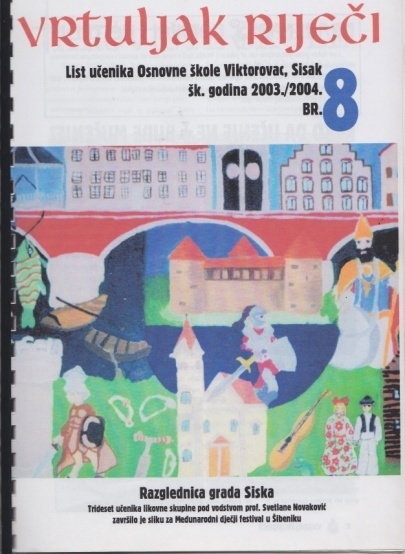 VRTULJAK RIJEČI
List učenika Osnovne škole Viktorovac, Sisak
šk. godina 2003./2004.
BR. 8
Razglednica grada Siska
Trideset učenika likovne skupine pod vodstvom prof. Svetlane Novaković
završilo je sliku za Međunarodni dječji festival u Šibeniku